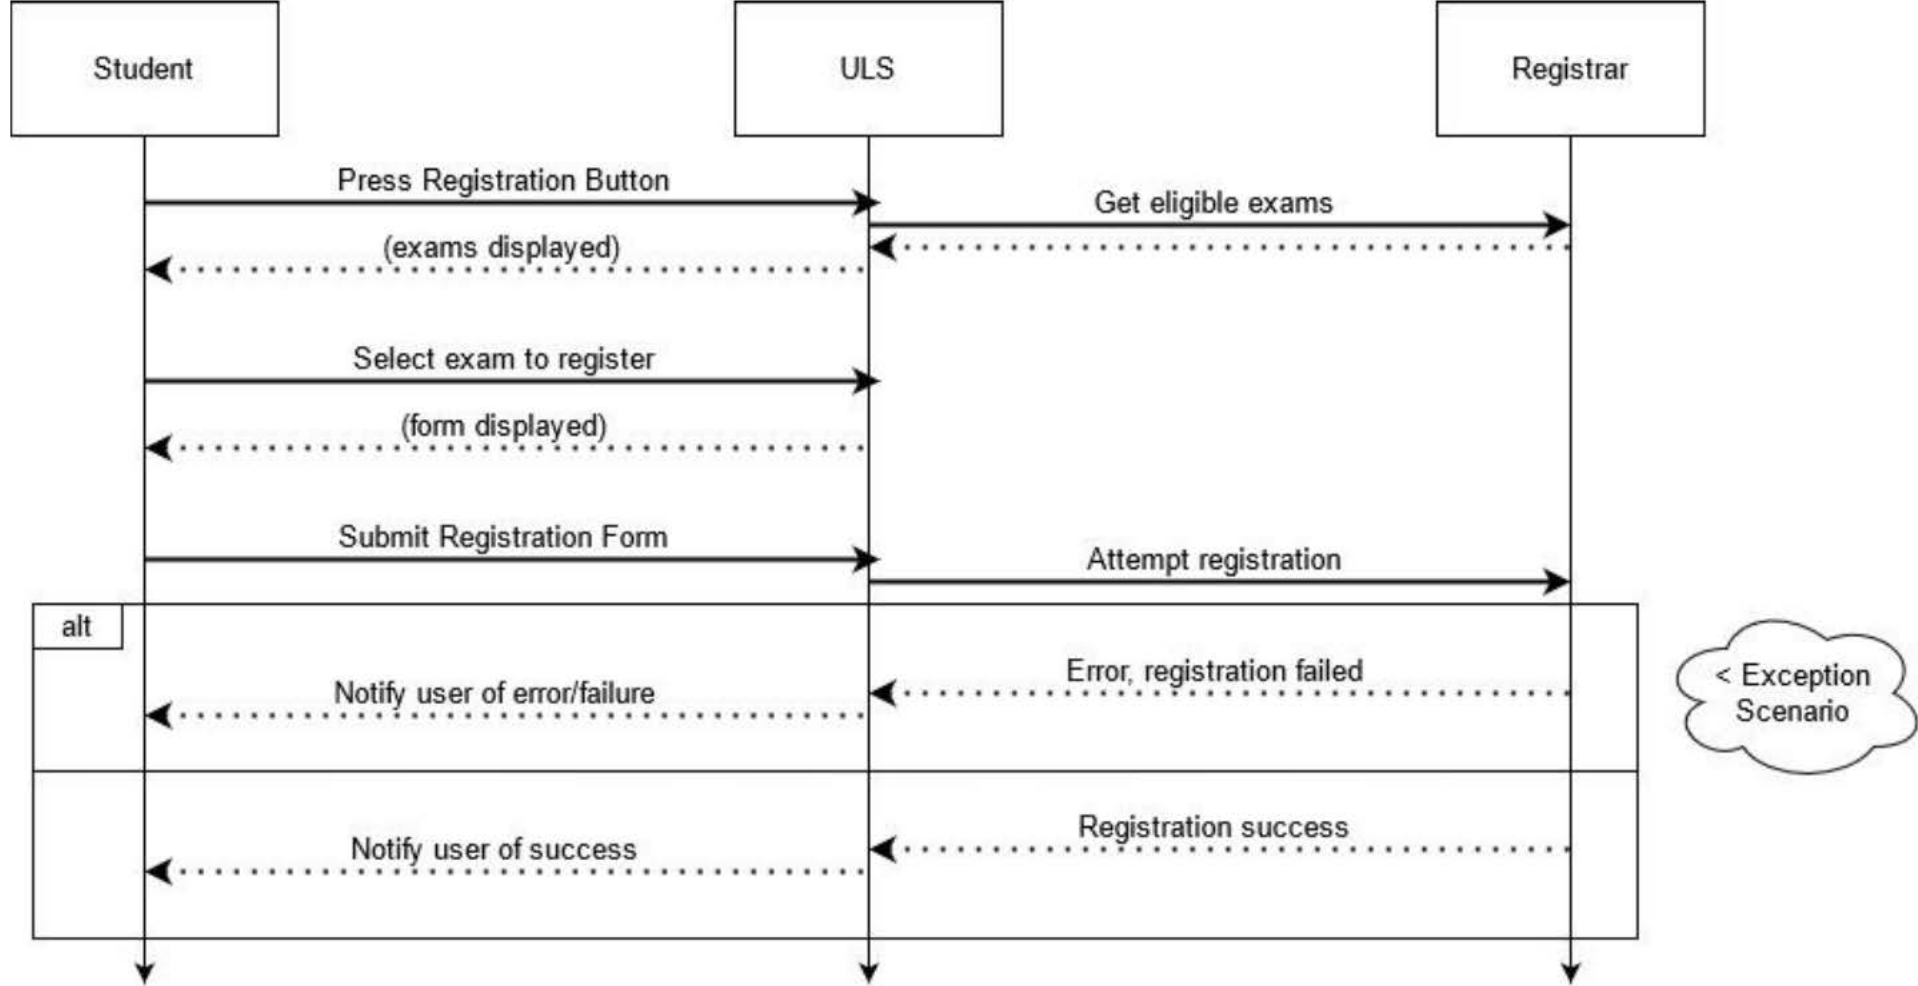 Student
ULS
Registrar
Press Registration Button
Get eligible exams
(exams displayed)
Select exam to register
(form displayed)
Submit Registration Form
Attempt registration
alt
Error, registration failed
Notify user of error/failure
< Exception
Scenario
Registration success
Notify user of success